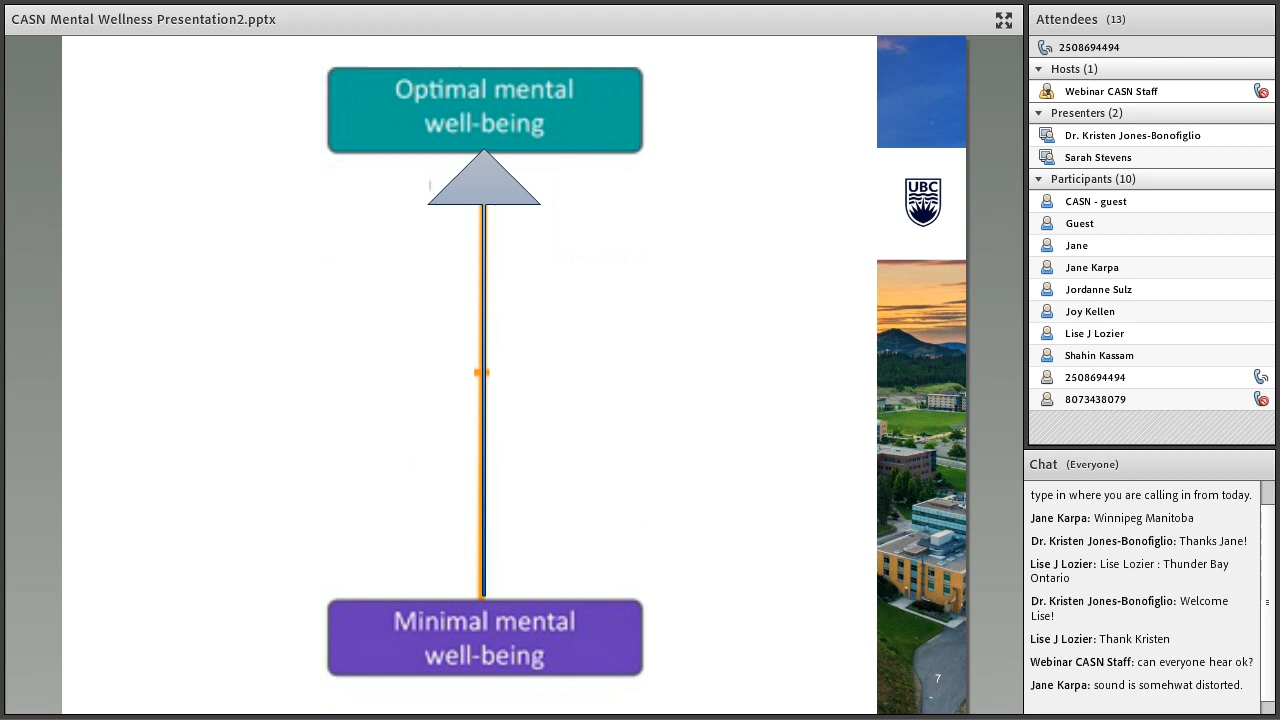 CASN Mental Wellness Presentation2.pptx
Optimal mental
well-being
UBC
Minimal mental
well-being
7
Attendees (13)
2508694494
Hosts (1)
Webinar CASN Staff
Presenters (2)
Dr. Kristen Jones-Bonofiglio
Sarah Stevens
Participants (10)
CASN - guest
Guest
Jane
Jane Karpa
Jordanne Sulz
Joy Kellen
Lise J Lozier
Shahin Kassam
2508694494
8073438079
Chat (Everyone)
type in where you are calling in from today.
Jane Karpa: Winnipeg Manitoba
Dr. Kristen Jones-Bonofiglio: Thanks Jane!
Lise J Lozier: Lise Lozier : Thunder Bay
Ontario
Dr. Kristen Jones-Bonofiglio: Welcome
Lise!
Lise J Lozier: Thank Kristen
Webinar CASN Staff: can everyone hear ok?
Jane Karpa: sound is somehwat distorted.